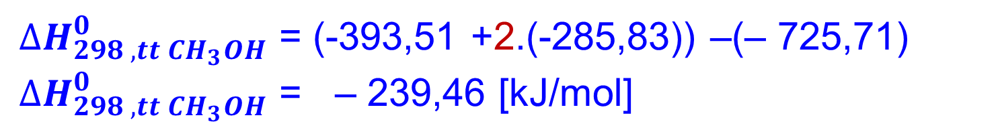 ΔH⁰₂₉₈ ,tt CH₃OH = (-393,51 +2.(-285,83)) –(– 725,71)
ΔH⁰₂₉₈ ,tt CH₃OH = – 239,46 [kJ/mol]